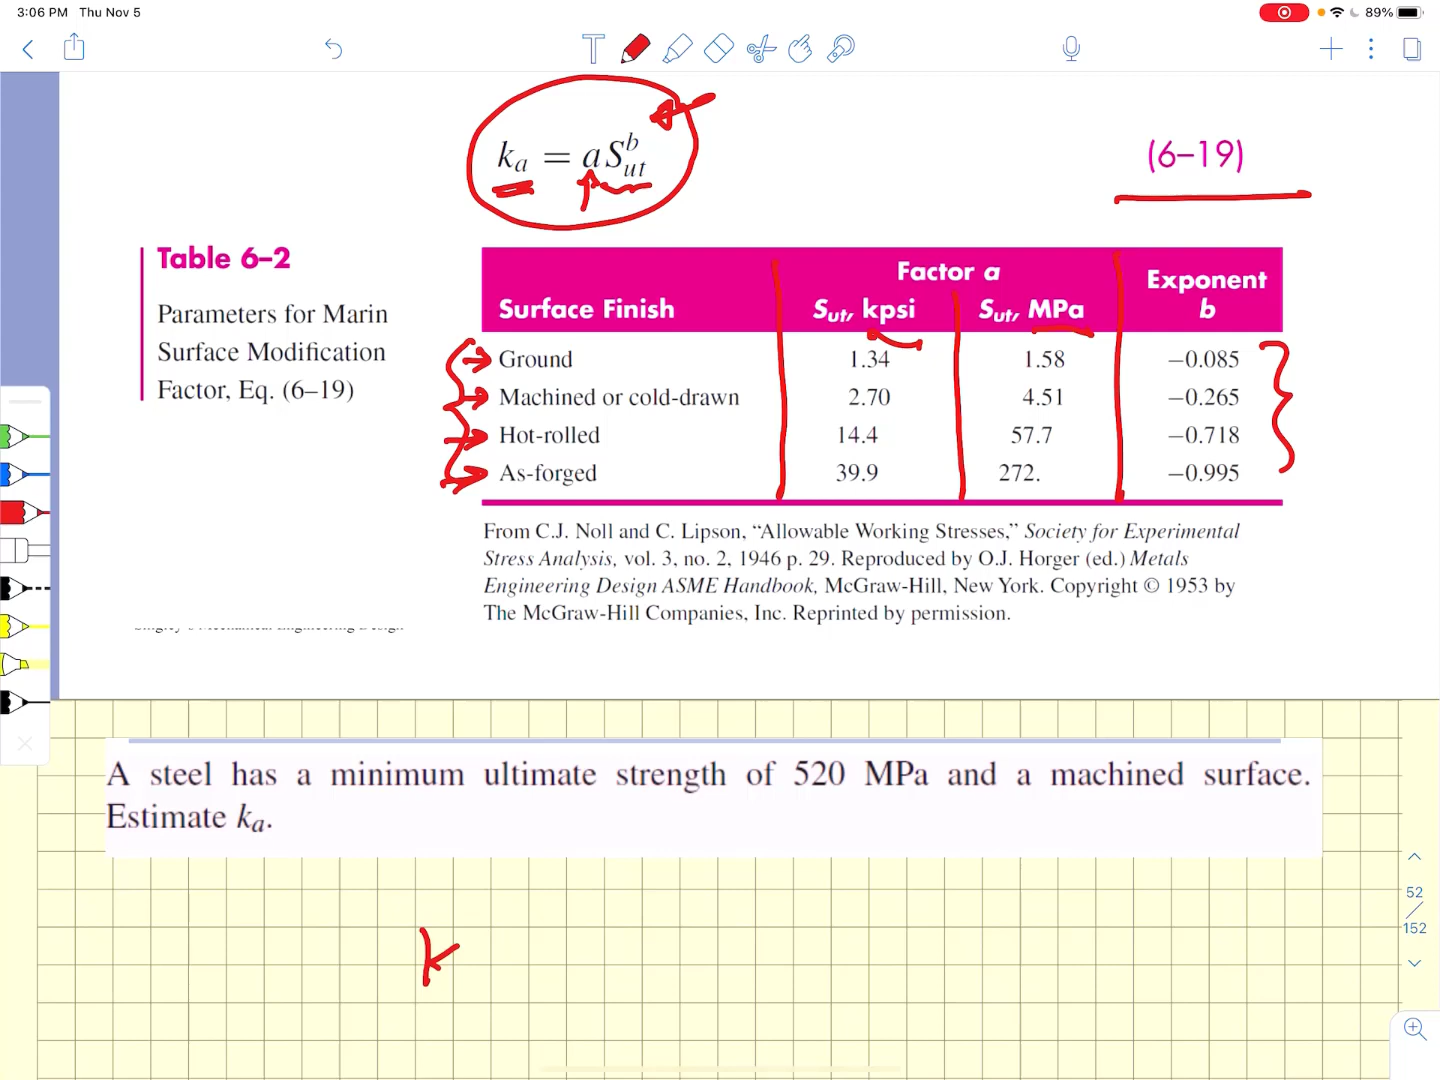 3:06 PM Thu Nov 5
89%
T
kₐ = aSᵇᵤₜ
(6–19)
Table 6–2
Parameters for Marin
Surface Modification
Factor, Eq. (6–19)
Factor a
Exponent
Surface Finish Sut, kpsi Sut, MPa b
Ground 1.34 1.58 −0.085
Machined or cold-drawn 2.70 4.51 −0.265
Hot-rolled 14.4 57.7 −0.718
As-forged 39.9 272. −0.995
From C.J. Noll and C. Lipson, “Allowable Working Stresses,” Society for Experimental
Stress Analysis, vol. 3, no. 2, 1946 p. 29. Reproduced by O.J. Horger (ed.) Metals
Engineering Design ASME Handbook, McGraw-Hill, New York. Copyright © 1953 by
The McGraw-Hill Companies, Inc. Reprinted by permission.
A steel has a minimum ultimate strength of 520 MPa and a machined surface.
Estimate kₐ.
52
/
152
k